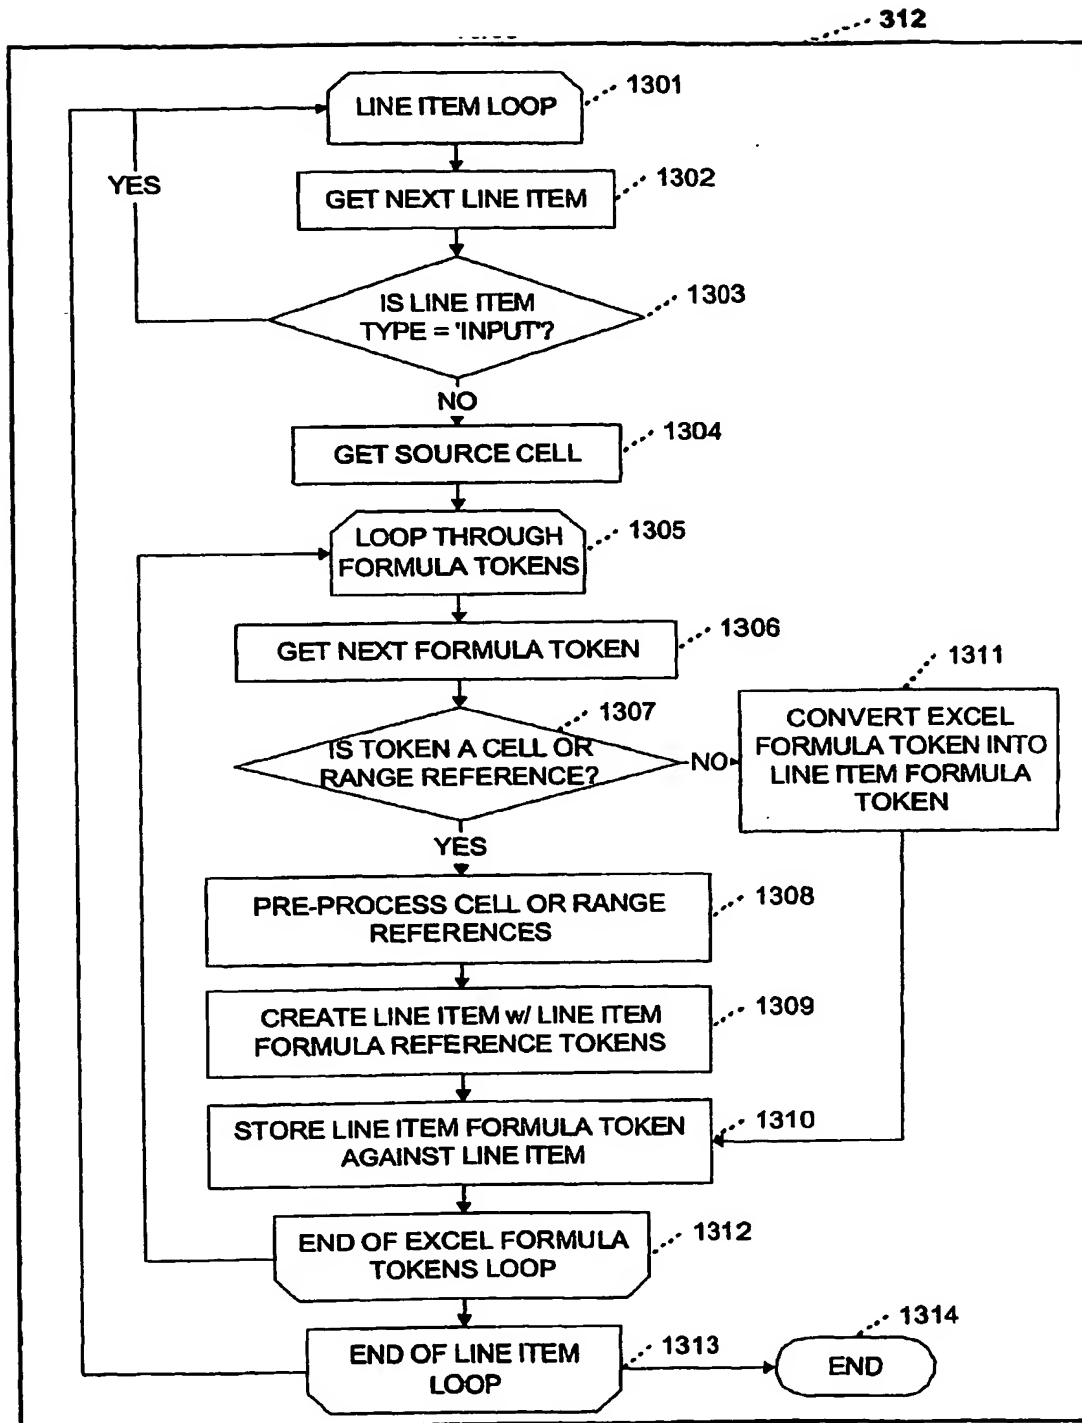 312
LINE ITEM LOOP
1301
GET NEXT LINE ITEM
1302
YES
IS LINE ITEM
TYPE = 'INPUT'?
1303
NO
GET SOURCE CELL
1304
LOOP THROUGH
FORMULA TOKENS
1305
GET NEXT FORMULA TOKEN
1306
IS TOKEN A CELL OR
RANGE REFERENCE?
1307
NO
CONVERT EXCEL
FORMULA TOKEN INTO
LINE ITEM FORMULA
TOKEN
1311
YES
PRE-PROCESS CELL OR RANGE
REFERENCES
1308
CREATE LINE ITEM w/ LINE ITEM
FORMULA REFERENCE TOKENS
1309
STORE LINE ITEM FORMULA TOKEN
AGAINST LINE ITEM
1310
END OF EXCEL FORMULA
TOKENS LOOP
1312
END OF LINE ITEM
LOOP
1313
END
1314